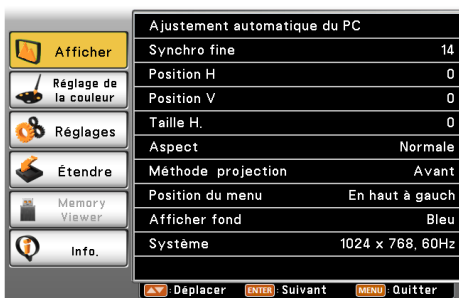 Afficher
Réglage de
la couleur
Réglages
Étendre
Memory
Viewer
Info.
Ajustement automatique du PC
Synchro fine 14
Position H 0
Position V 0
Taille H. 0
Aspect Normale
Méthode projection Avant
Position du menu En haut à gauch
Afficher fond Bleu
Système 1024 x 768, 60Hz
:Déplacer ENTER :Suivant MENU :Quitter